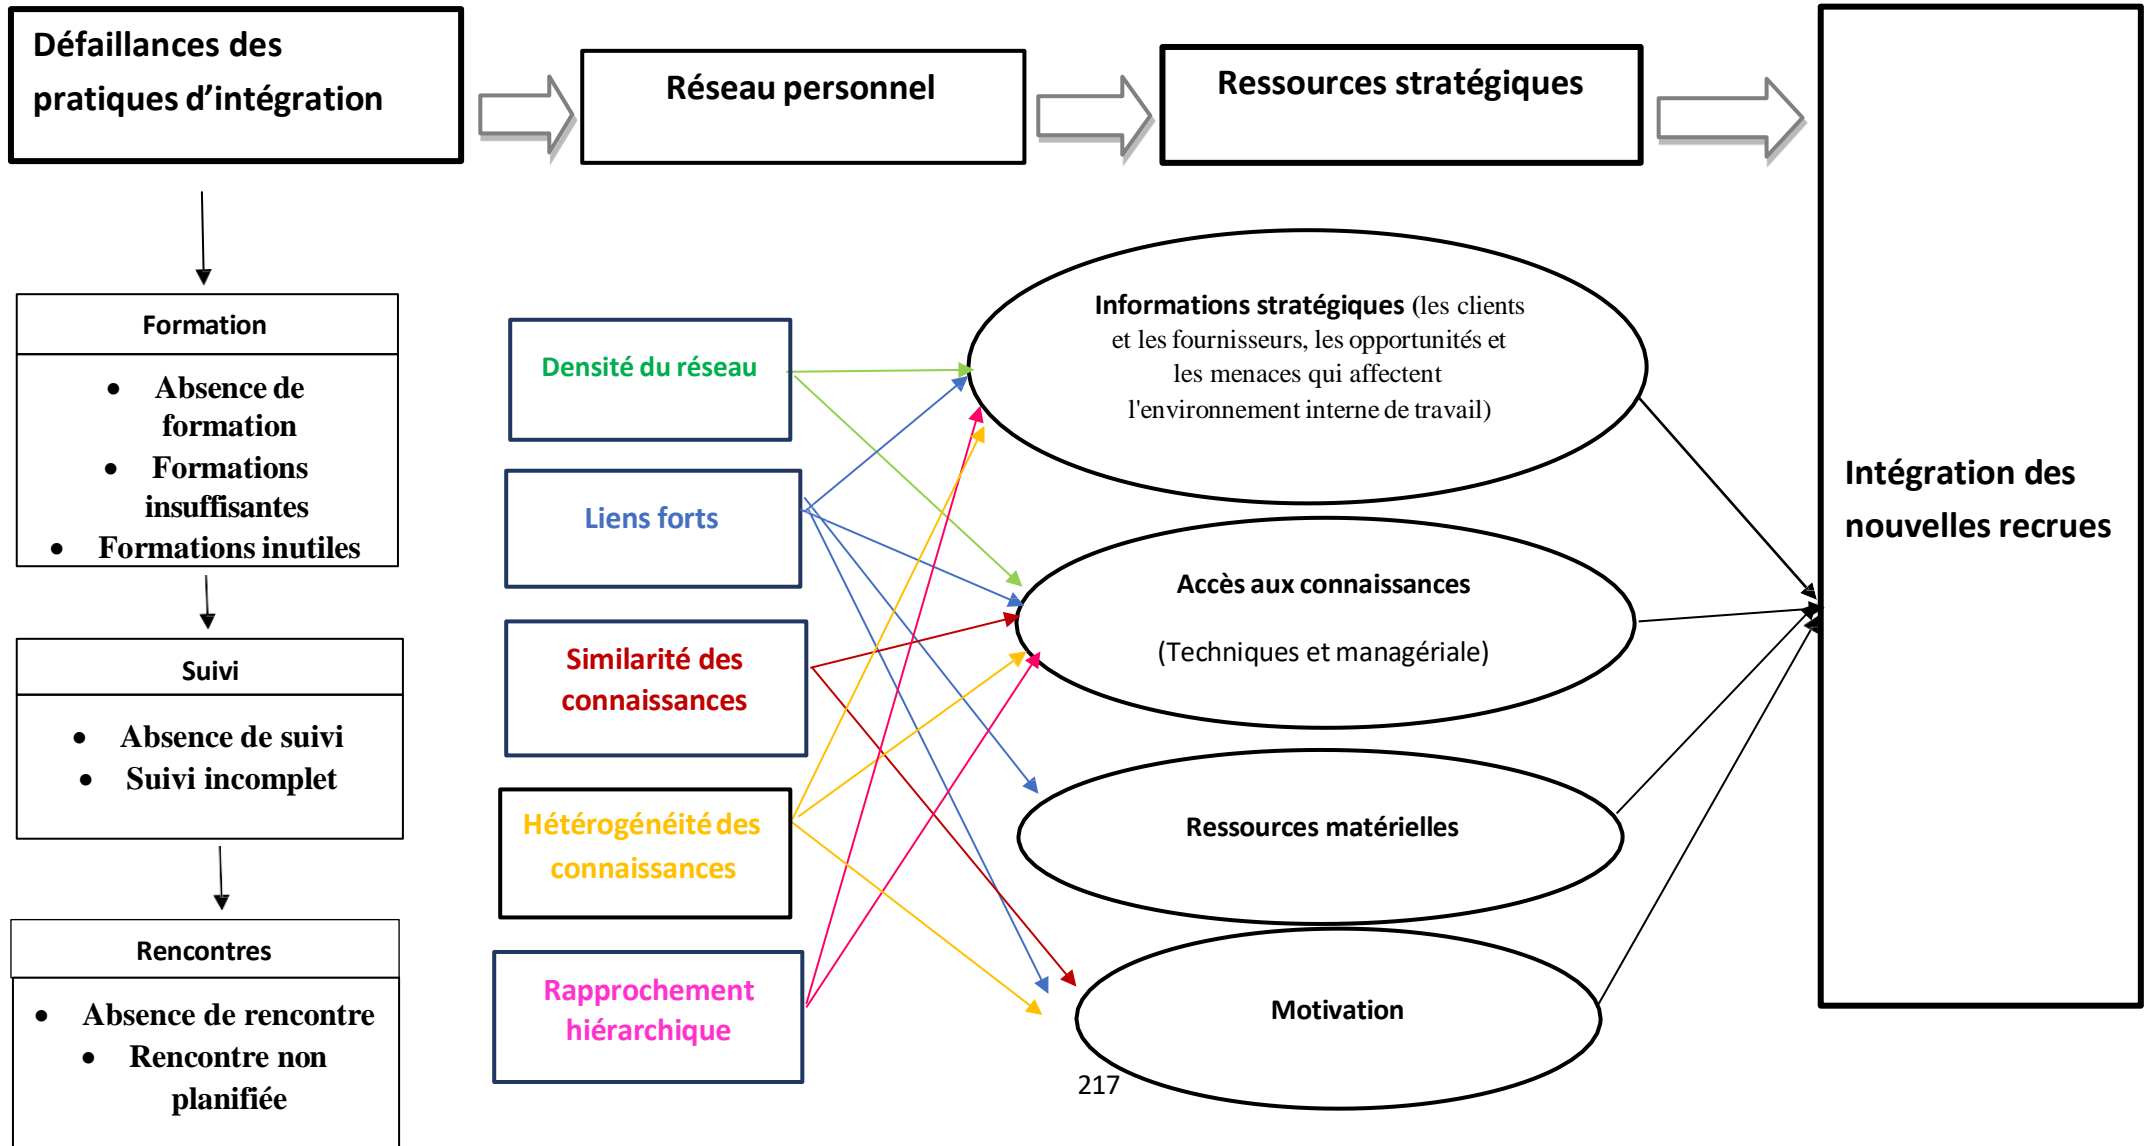 Défaillances des
pratiques d’intégration
Réseau personnel
Ressources stratégiques
Formation
• Absence de
formation
• Formations
insuffisantes
• Formations inutiles
Suivi
• Absence de suivi
• Suivi incomplet
Rencontres
• Absence de rencontre
• Rencontre non
planifiée
Densité du réseau
Liens forts
Similarité des
connaissances
Hétérogénéité des
connaissances
Rapprochement
hiérarchique
Informations stratégiques (les clients
et les fournisseurs, les opportunités et
les menaces qui affectent
l'environnement interne de travail)
Accès aux connaissances
(Techniques et managériale)
Ressources matérielles
Motivation
Intégration des
nouvelles recrues
217